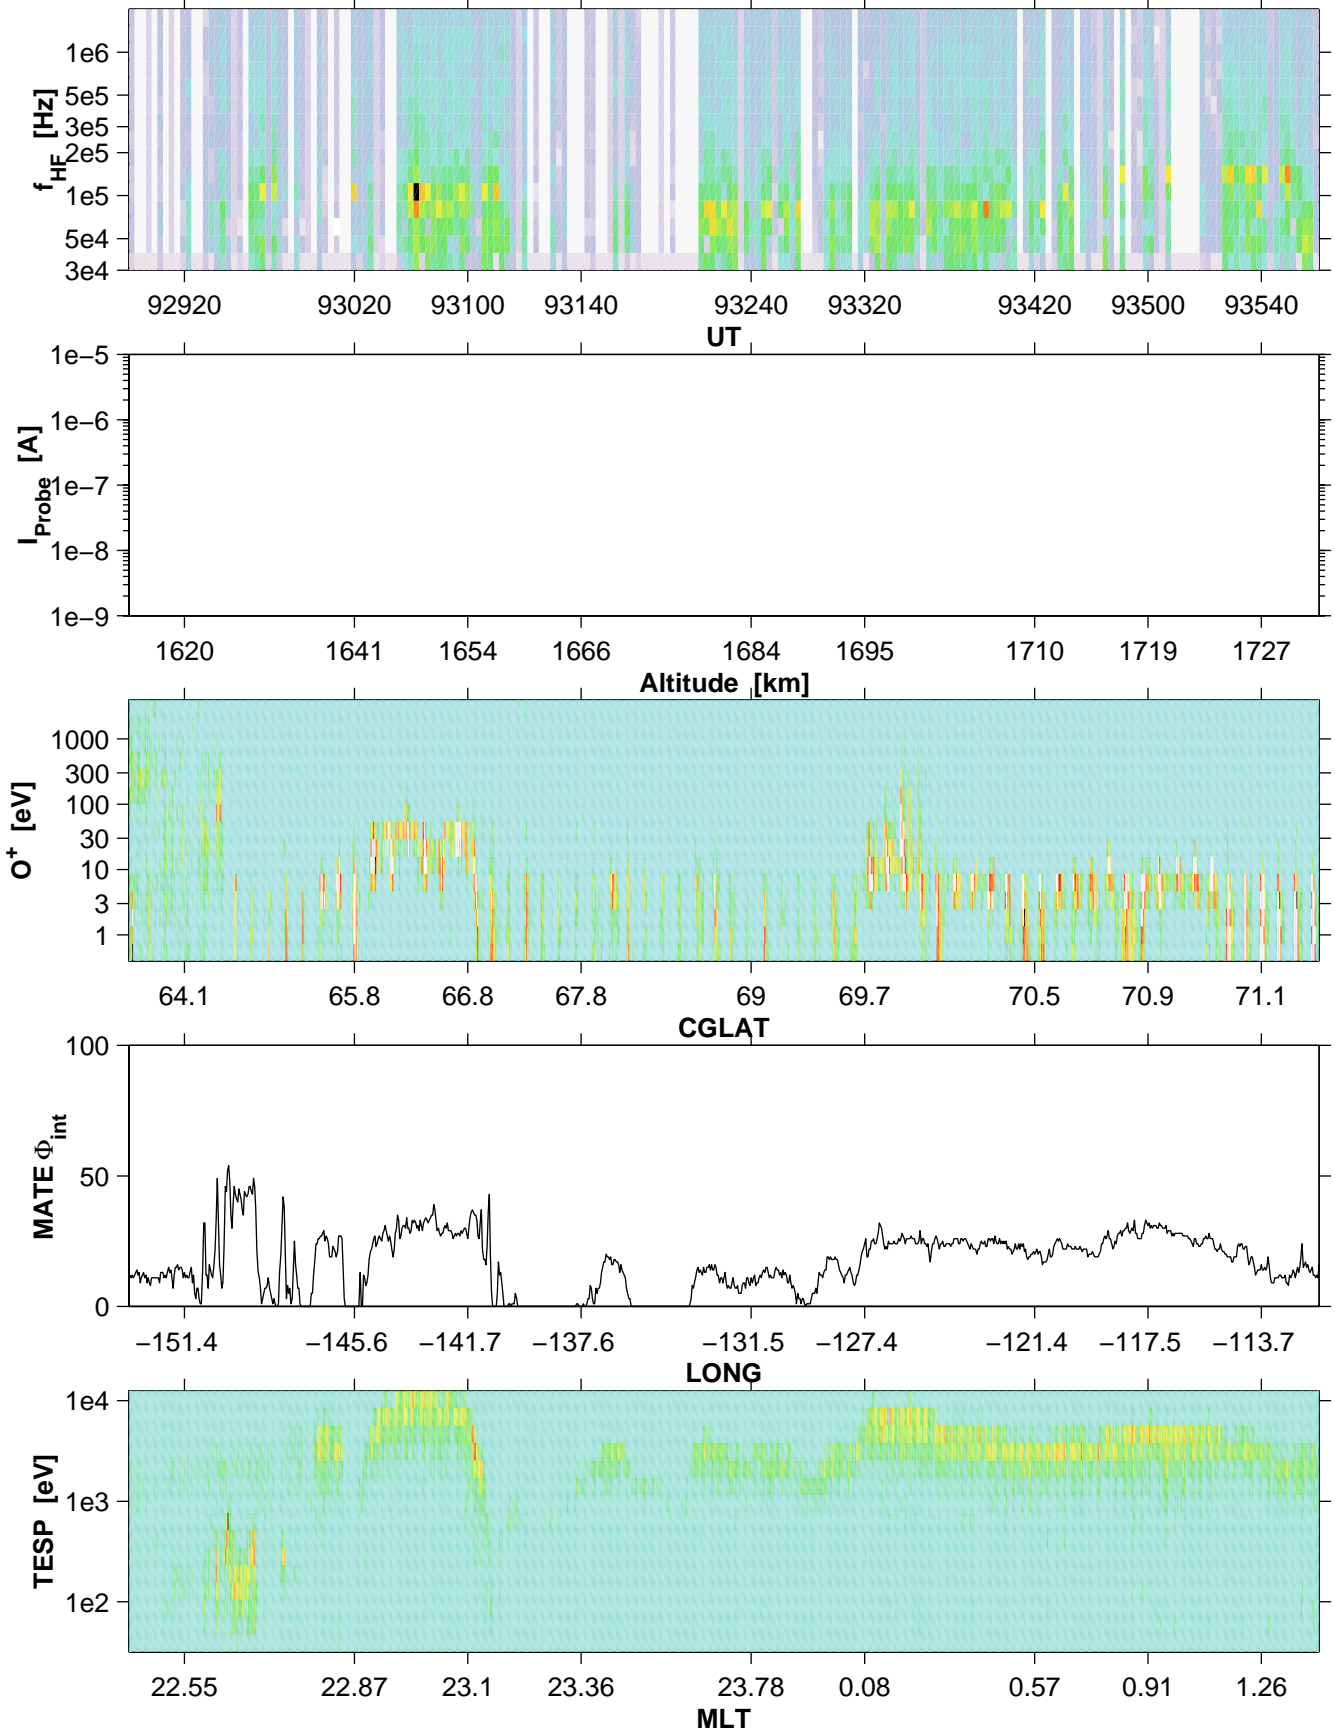 1e6
5e5
3e5
2e5
1e5
5e4
3e4
f_HF [Hz]
92920 93020 93100 93140 93240 93320 93420 93500 93540
UT
1e−5
1e−6
1e−7
1e−8
1e−9
I_Probe [A]
1620 1641 1654 1666 1684 1695 1710 1719 1727
Altitude [km]
1000
300
100
30
10
3
1
O⁺ [eV]
64.1 65.8 66.8 67.8 69 69.7 70.5 70.9 71.1
CGLAT
100
50
0
MATE Φ_int
−151.4 −145.6 −141.7 −137.6 −131.5 −127.4 −121.4 −117.5 −113.7
LONG
1e4
1e3
1e2
TESP [eV]
22.55 22.87 23.1 23.36 23.78 0.08 0.57 0.91 1.26
MLT